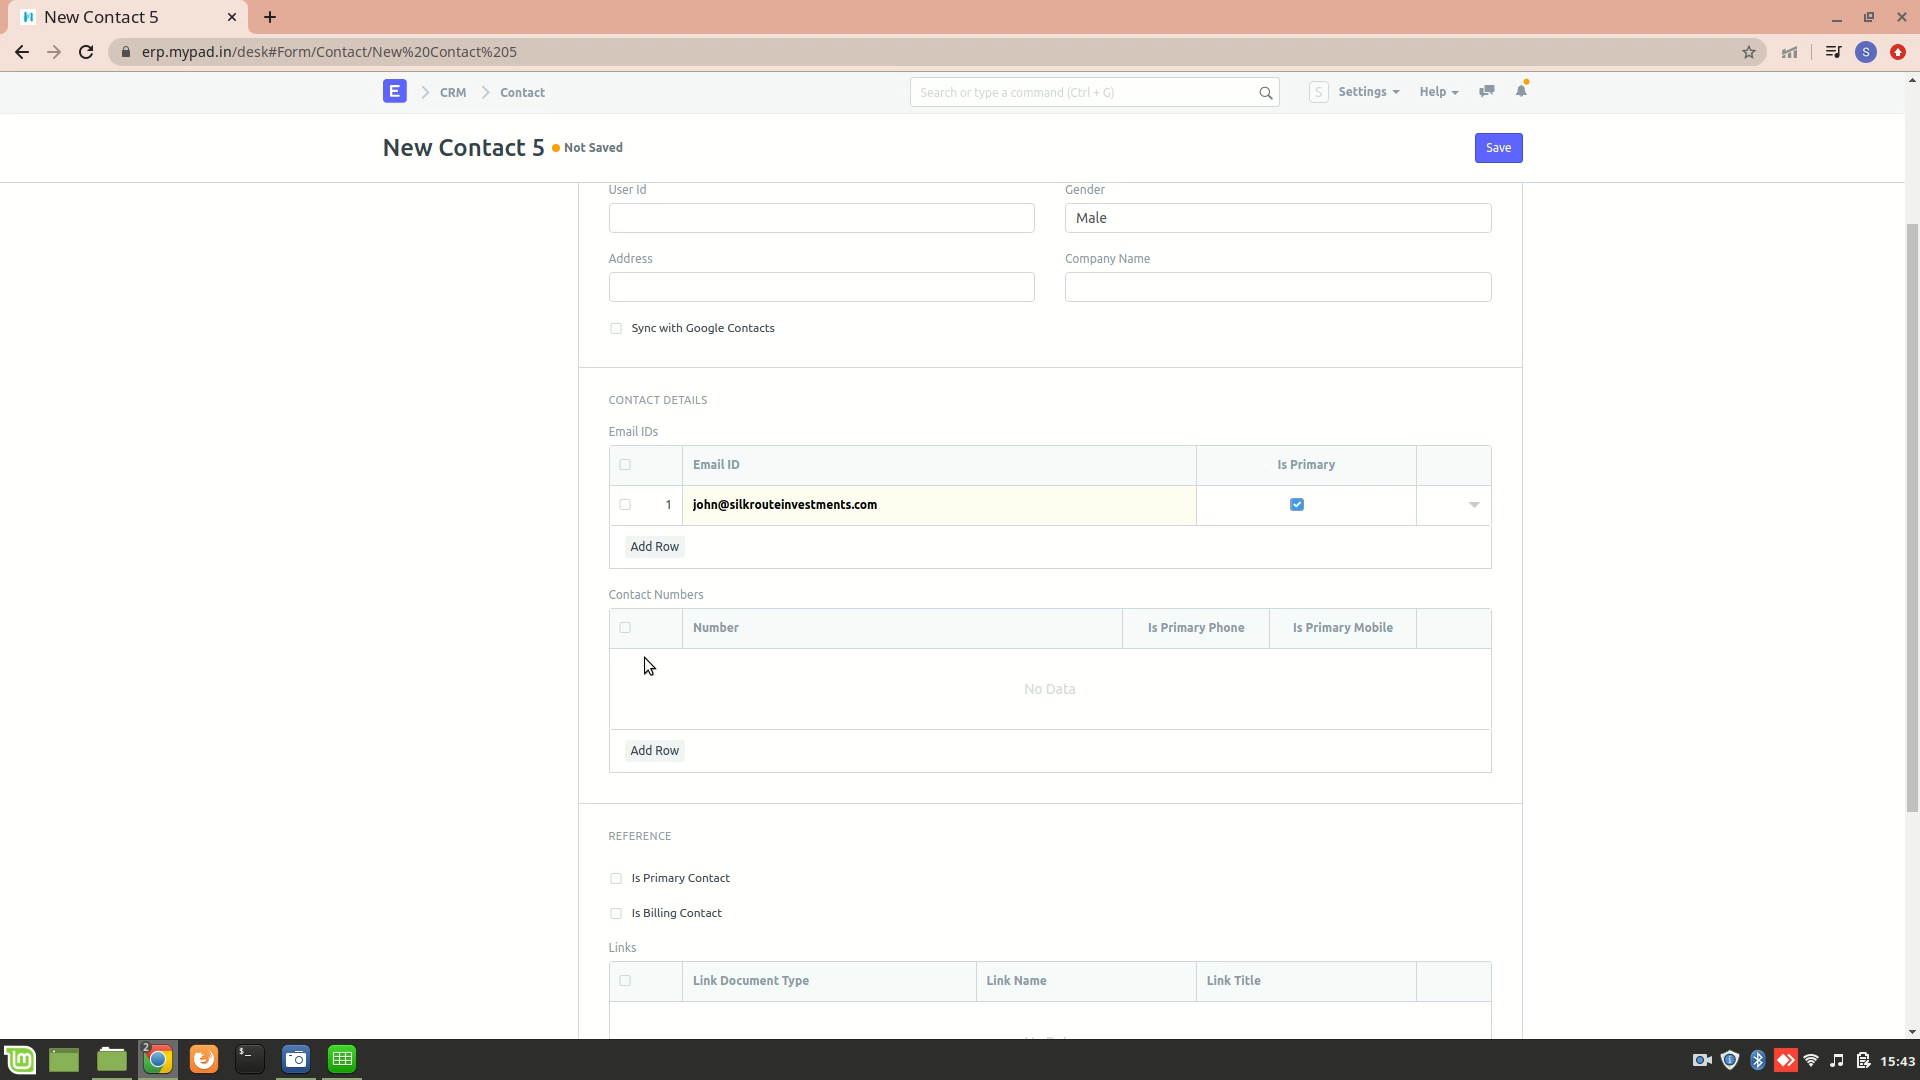 New Contact 5
erp.mypad.in/desk#Form/Contact/New%20Contact%205
S
E CRM Contact
Search or type a command (Ctrl + G)
S Settings Help
New Contact 5 Not Saved
Save
User Id Gender
Male
Address Company Name
Sync with Google Contacts
CONTACT DETAILS
Email IDs
Email ID Is Primary
1 john@silkrouteinvestments.com
Add Row
Contact Numbers
Number Is Primary Phone Is Primary Mobile
No Data
Add Row
REFERENCE
Is Primary Contact
Is Billing Contact
Links
Link Document Type Link Name Link Title
2
15:43